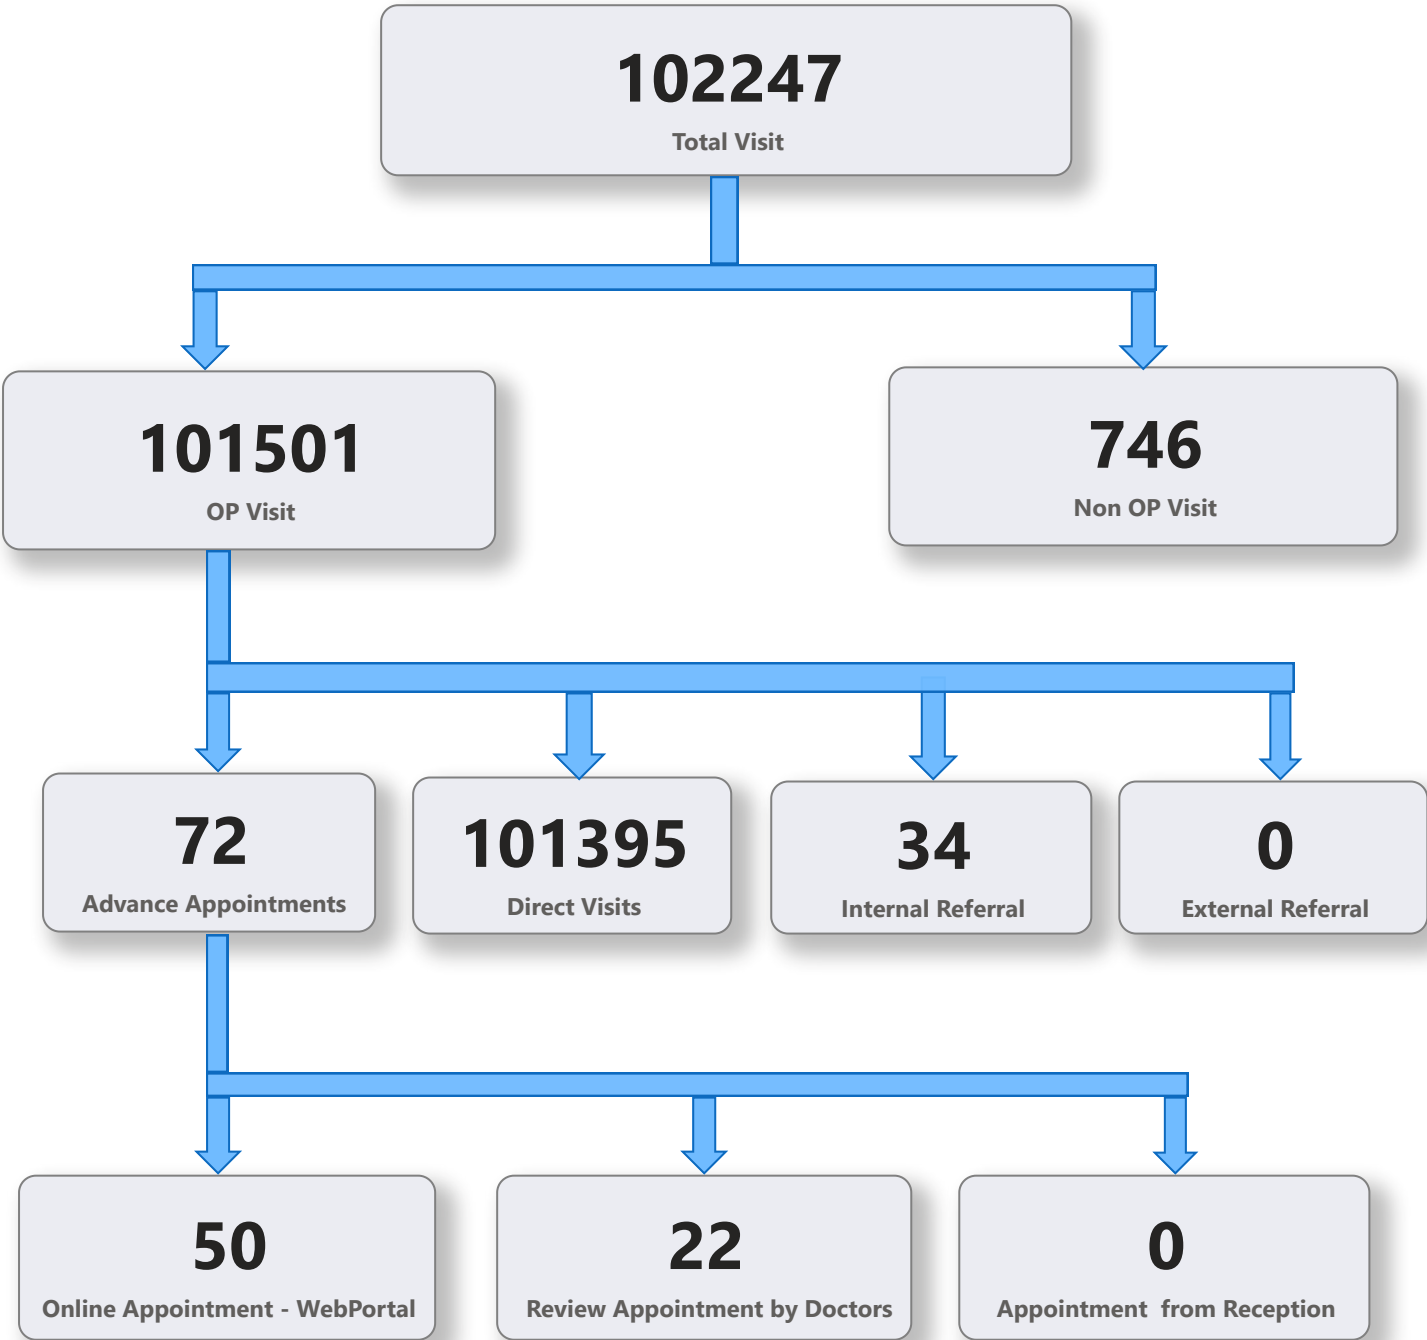 102247
Total Visit
101501
OP Visit
746
Non OP Visit
72
Advance Appointments
101395
Direct Visits
34
Internal Referral
0
External Referral
50
Online Appointment - WebPortal
22
Review Appointment by Doctors
0
Appointment  from Reception